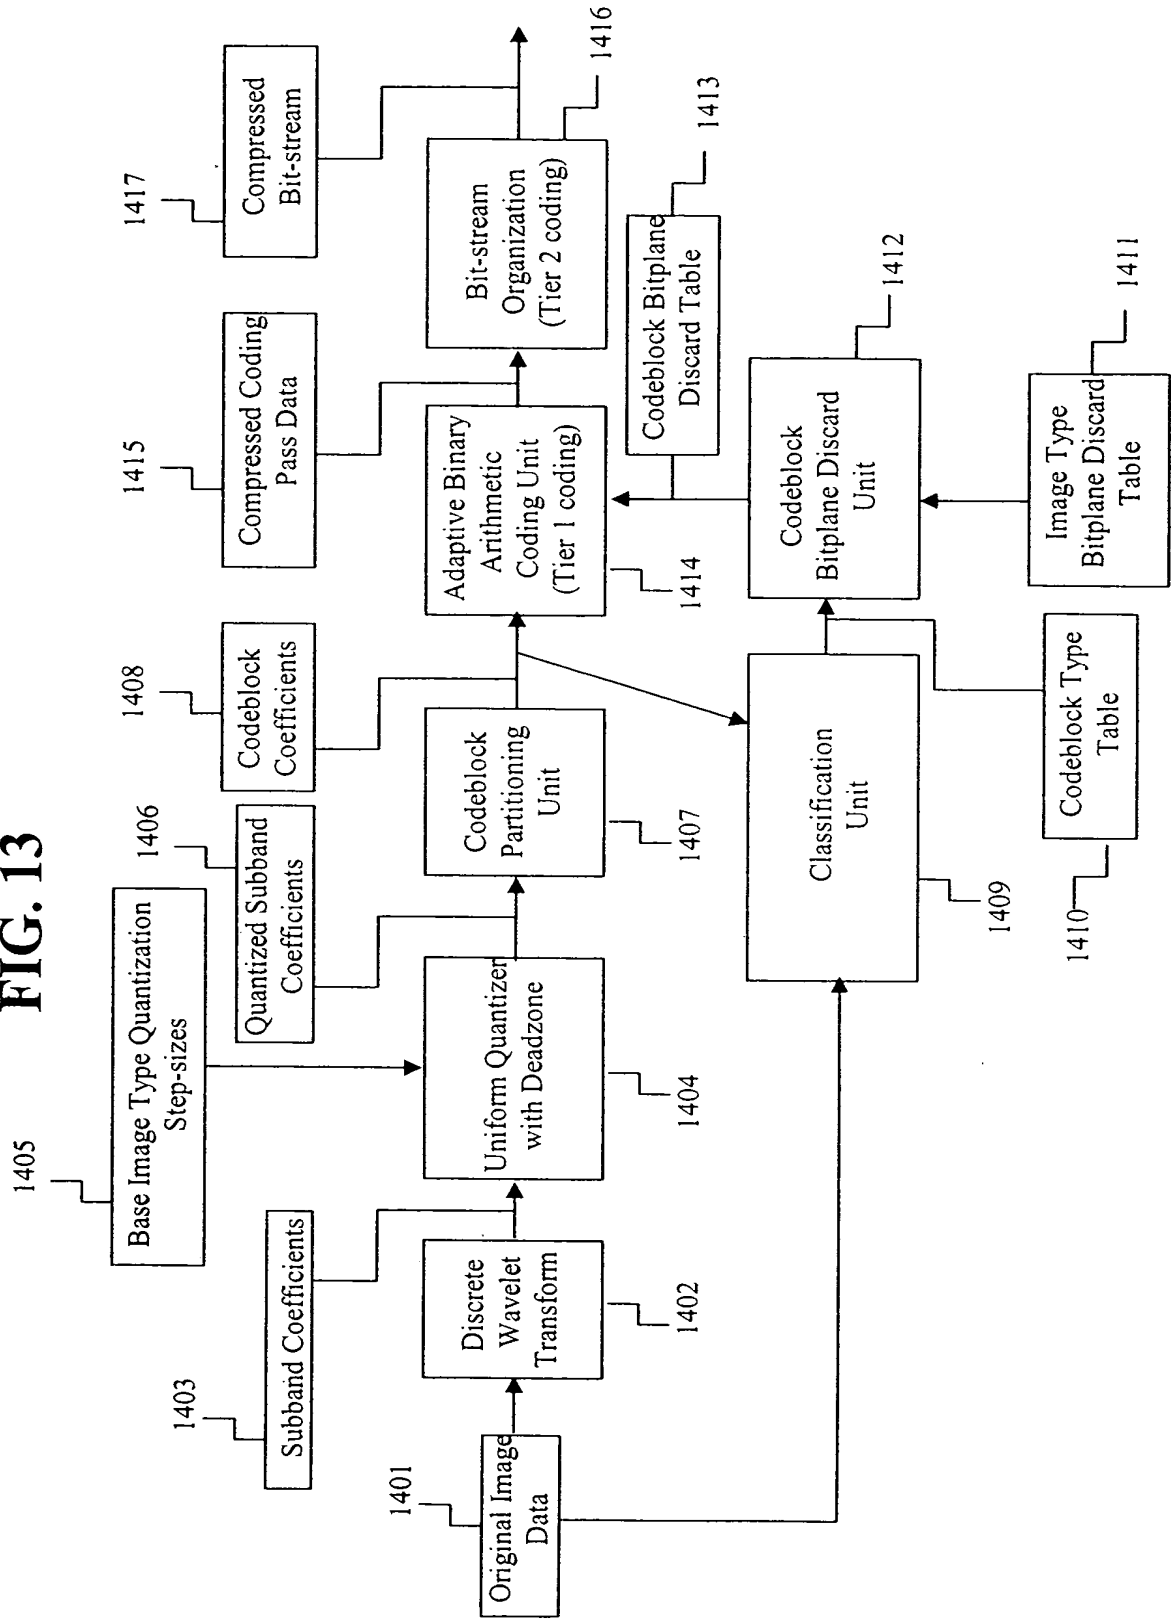 FIG. 13
1405
Base Image Type Quantization
Step-sizes
1403
Subband Coefficients
1406
Quantized Subband
Coefficients
1408
Codeblock
Coefficients
1415
Compressed Coding
Pass Data
1417
Compressed
Bit-stream
1401
Original Image
Data
Discrete
Wavelet
Transform
1402
Uniform Quantizer
with Deadzone
1404
Codeblock
Partitioning
Unit
1407
Adaptive Binary
Arithmetic
Coding Unit
(Tier 1 coding)
1414
Bit-stream
Organization
(Tier 2 coding)
1416
Codeblock Bitplane
Discard Table
1413
Classification
Unit
1409
Codeblock
Bitplane Discard
Unit
1412
1410
Codeblock Type
Table
Image Type
Bitplane Discard
Table
1411